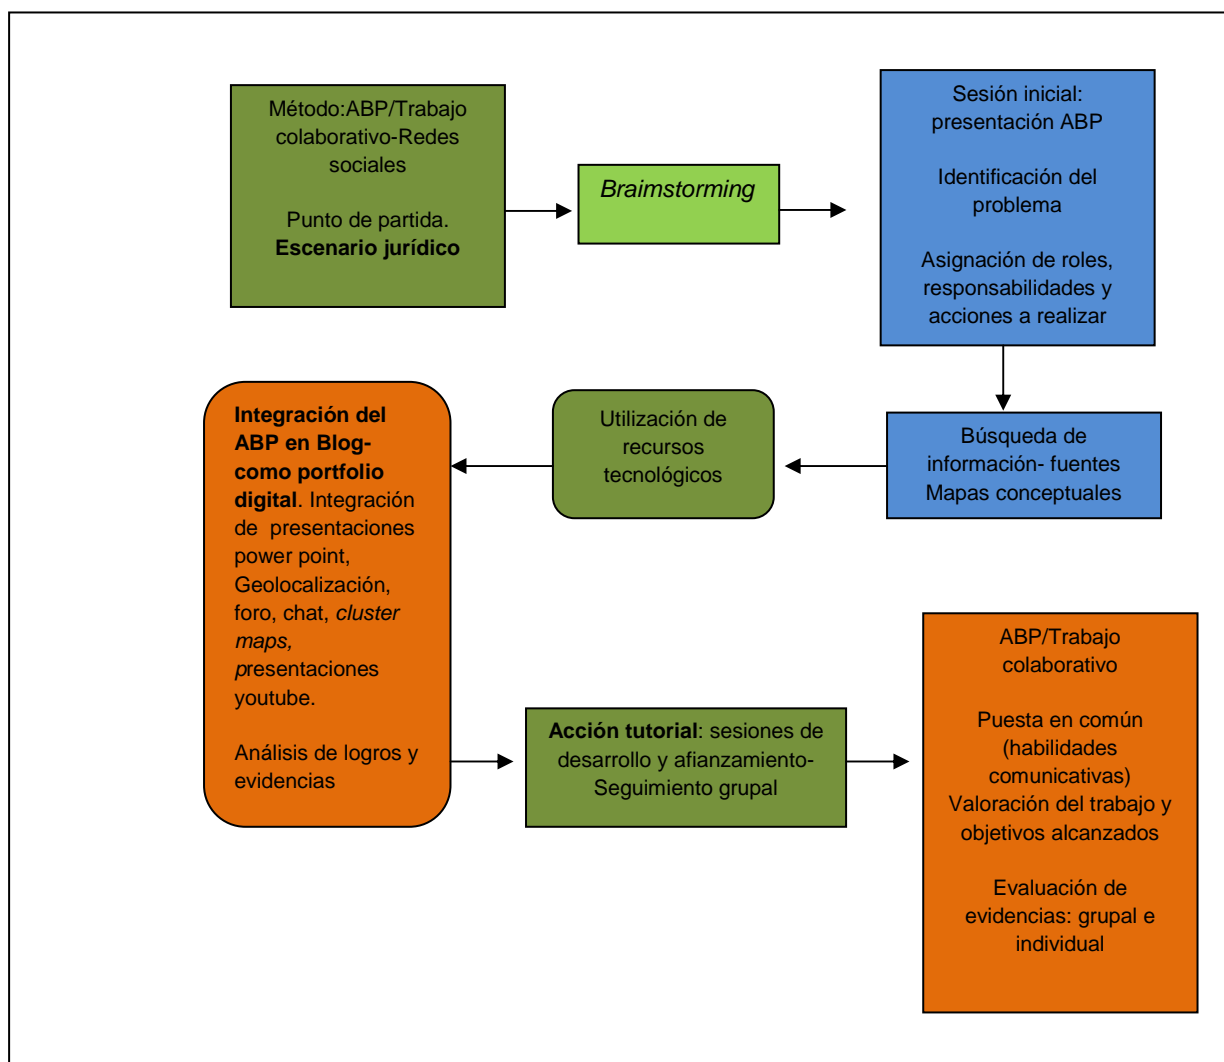 Método:ABP/Trabajo
colaborativo-Redes
sociales
Punto de partida.
Escenario jurídico
Braimstorming
Sesión inicial:
presentación ABP
Identificación del
problema
Asignación de roles,
responsabilidades y
acciones a realizar
Búsqueda de
información- fuentes
Mapas conceptuales
Utilización de
recursos
tecnológicos
Integración del
ABP en Blog-
como portfolio
digital. Integración
de presentaciones
power point,
Geolocalización,
foro, chat, cluster
maps,
presentaciones
youtube.
Análisis de logros y
evidencias
Acción tutorial: sesiones de
desarrollo y afianzamiento-
Seguimiento grupal
ABP/Trabajo
colaborativo
Puesta en común
(habilidades
comunicativas)
Valoración del trabajo y
objetivos alcanzados
Evaluación de
evidencias: grupal e
individual